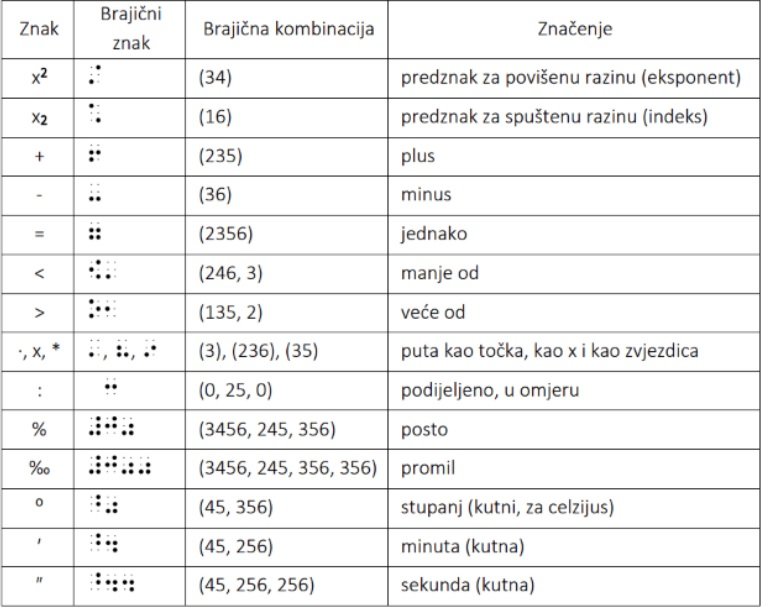 Znak Brajični znak Brajična kombinacija Značenje
x² ⠌ (34) predznak za povišenu razinu (eksponent)
x₂ ⠡ (16) predznak za spuštenu razinu (indeks)
+ ⠖ (235) plus
- ⠤ (36) minus
= ⠶ (2356) jednako
< ⠪⠄ (246, 3) manje od
> ⠕⠂ (135, 2) veće od
·, x, * ⠄, ⠦, ⠔ (3), (236), (35) puta kao točka, kao x i kao zvjezdica
: ⠒ (0, 25, 0) podijeljeno, u omjeru
% ⠼⠚⠴ (3456, 245, 356) posto
‰ ⠼⠚⠴⠴ (3456, 245, 356, 356) promil
º ⠘⠴ (45, 356) stupanj (kutni, za celzijus)
′ ⠘⠲ (45, 256) minuta (kutna)
″ ⠘⠲⠲ (45, 256, 256) sekunda (kutna)